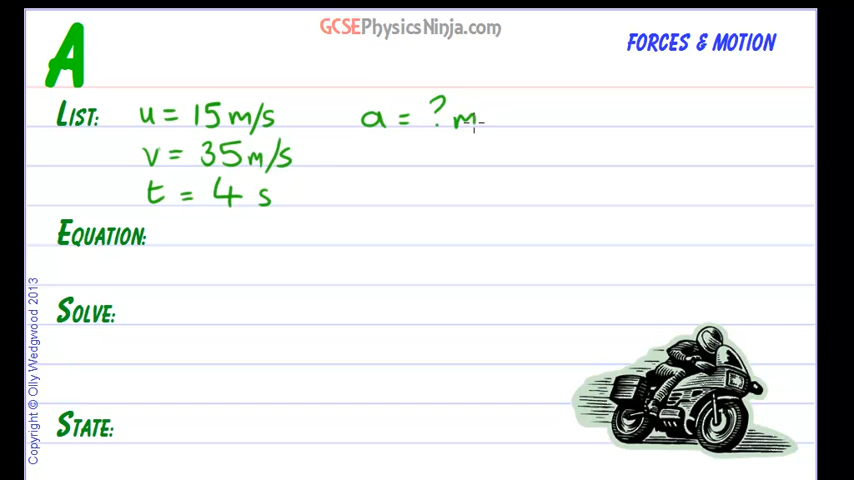 GCSEPhysicsNinja.com
FORCES & MOTION
A
LIST: u = 15 m/s a = ? m
v = 35 m/s
t = 4 s
EQUATION:
SOLVE:
STATE:
Copyright © Olly Wedgwood 2013